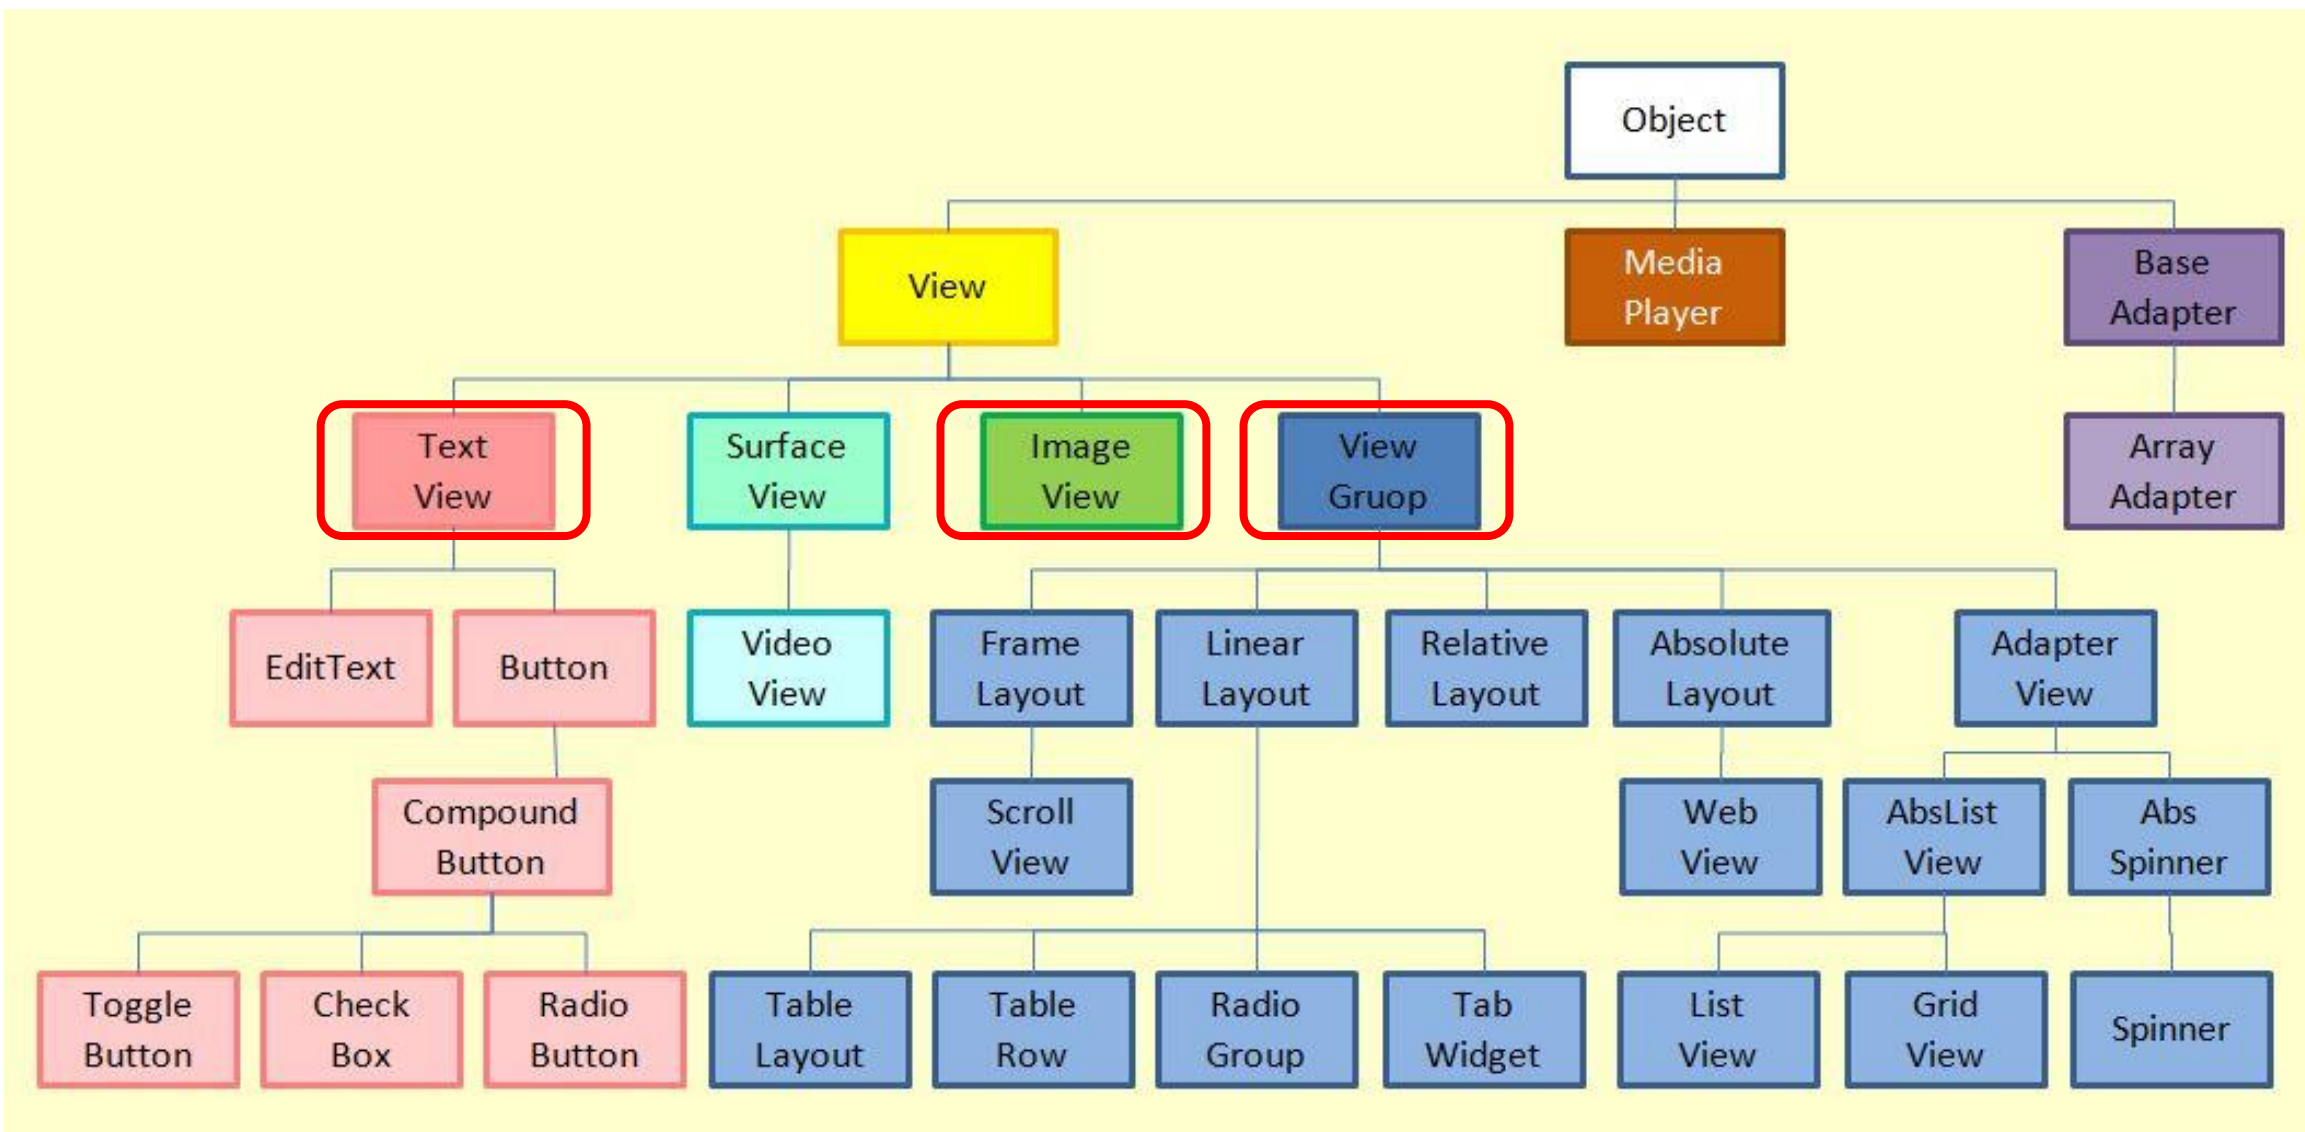 Object
View
Media
Player
Base
Adapter
Text
View
Surface
View
Image
View
View
Gruop
Array
Adapter
EditText
Button
Video
View
Frame
Layout
Linear
Layout
Relative
Layout
Absolute
Layout
Adapter
View
Compound
Button
Scroll
View
Web
View
AbsList
View
Abs
Spinner
Toggle
Button
Check
Box
Radio
Button
Table
Layout
Table
Row
Radio
Group
Tab
Widget
List
View
Grid
View
Spinner